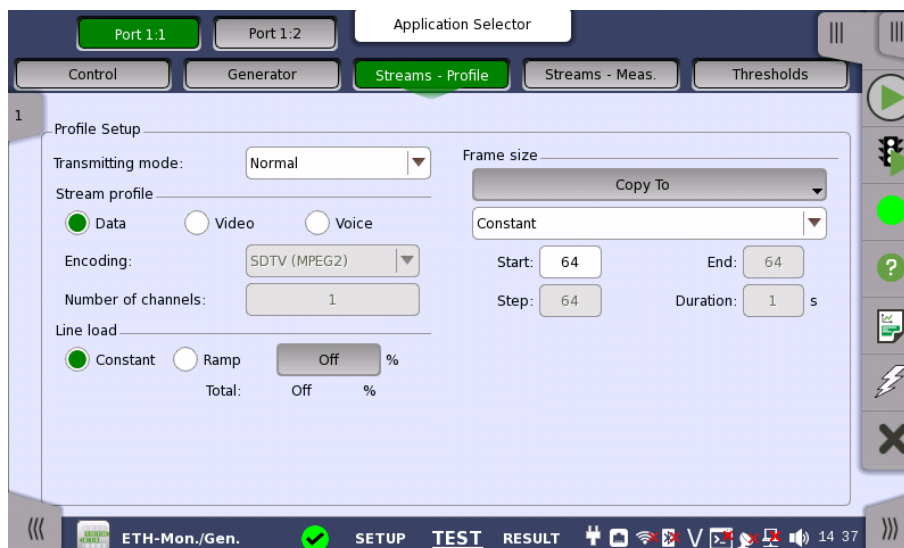 Application Selector
Port 1:1 Port 1:2
Control Generator Streams - Profile Streams - Meas. Thresholds
1
Profile Setup
Transmitting mode: Normal
Stream profile
Data Video Voice
Encoding: SDTV (MPEG2)
Number of channels: 1
Line load
Constant Ramp Off %
Total: Off %
Frame size
Copy To
Constant
Start: 64 End: 64
Step: 64 Duration: 1 s
ETH-Mon./Gen. SETUP TEST RESULT V 14 37